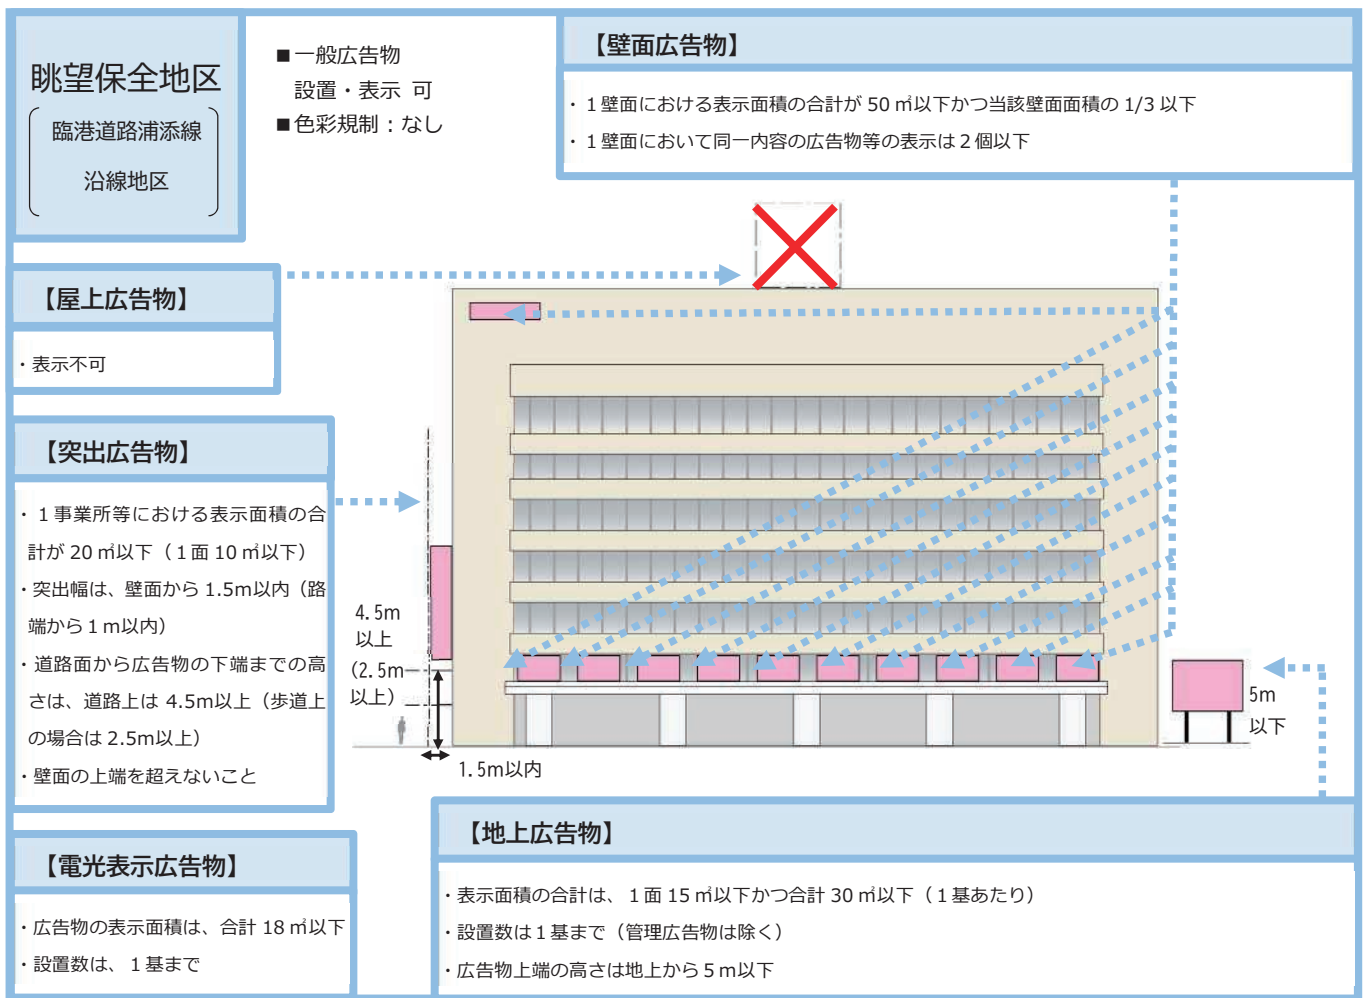 眺望保全地区
臨港道路浦添線
沿線地区
■一般広告物
設置・表示 可
■色彩規制：なし
【壁面広告物】
・１壁面における表示面積の合計が 50 ㎡以下かつ当該壁面面積の 1/3 以下
・１壁面において同一内容の広告物等の表示は２個以下
【屋上広告物】
・表示不可
【突出広告物】
・１事業所等における表示面積の合
計が 20 ㎡以下（１面 10 ㎡以下）
・突出幅は、壁面から 1.5m以内（路
端から１ｍ以内）
・道路面から広告物の下端までの高
さは、道路上は 4.5m以上（歩道上
の場合は 2.5m以上）
・壁面の上端を超えないこと
4.5m
以上
(2.5m
以上）
1.5m以内
5m
以下
【電光表示広告物】
・広告物の表示面積は、合計 18 ㎡以下
・設置数は、１基まで
【地上広告物】
・表示面積の合計は、１面 15 ㎡以下かつ合計 30 ㎡以下（１基あたり）
・設置数は１基まで（管理広告物は除く）
・広告物上端の高さは地上から５ｍ以下